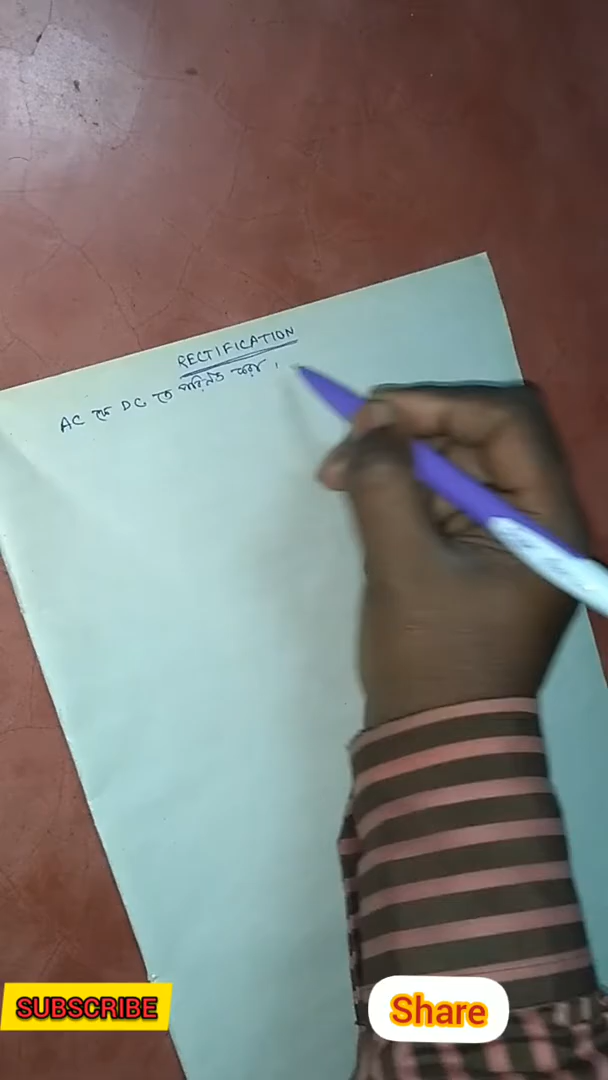 RECTIFICATION
AC কে DC তে পরিনত করা ।
SUBSCRIBE
Share